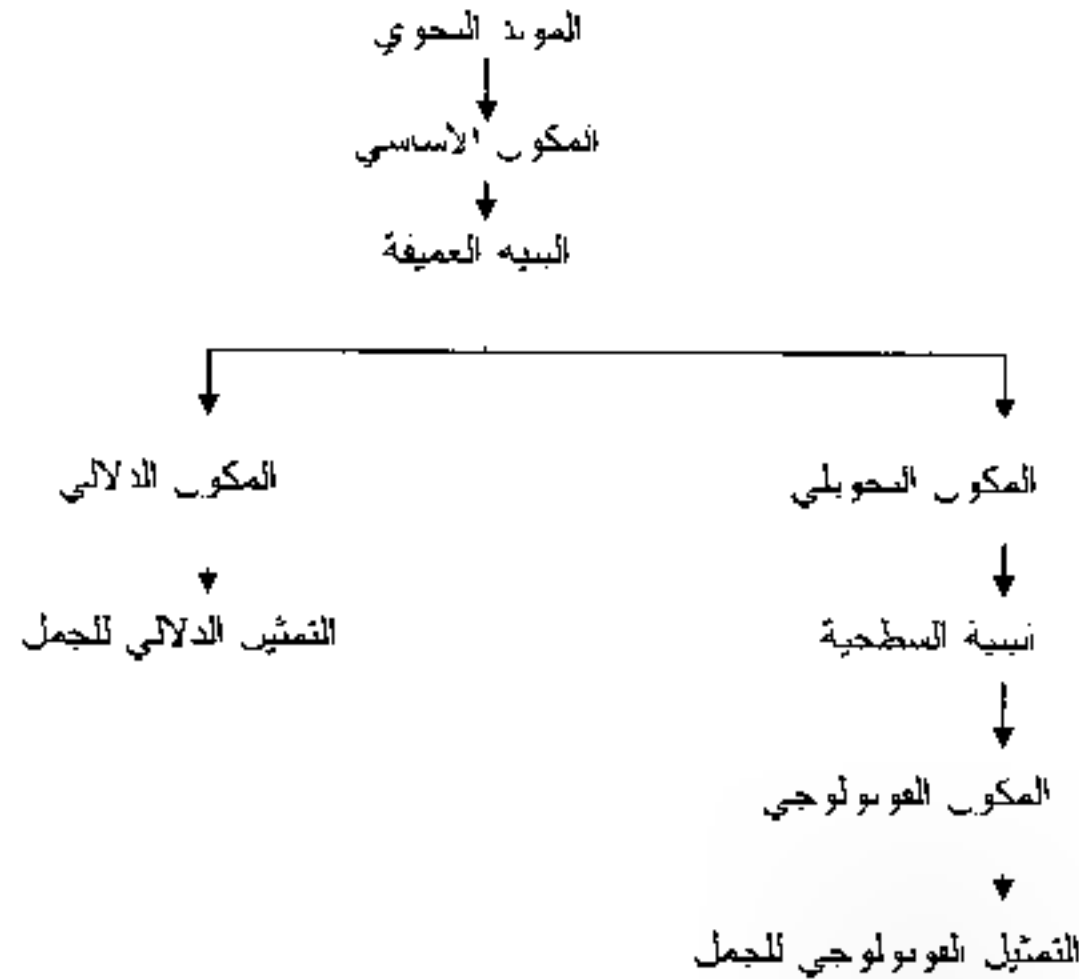 المولد النحوي
المكون الأساسي
البنية العميقة
المكون التحويلي
المكون الدلالي
البنية السطحية
التمثيل الدلالي للجمل
المكون الفونولوجي
التمثيل الفونولوجي للجمل